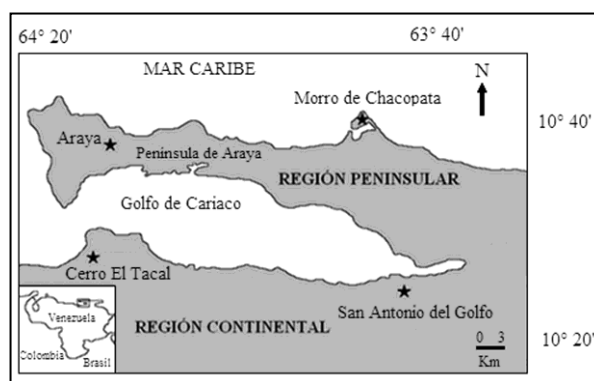 64° 20'
63° 40'
MAR CARIBE
N
Morro de Chacopata
10° 40'
Araya
Peninsula de Araya
REGIÓN PENINSULAR
Golfo de Cariaco
Cerro El Tacal
San Antonio del Golfo
Venezuela
REGIÓN CONTINENTAL
0 3
Colombia
Brasil
Km
10° 20'